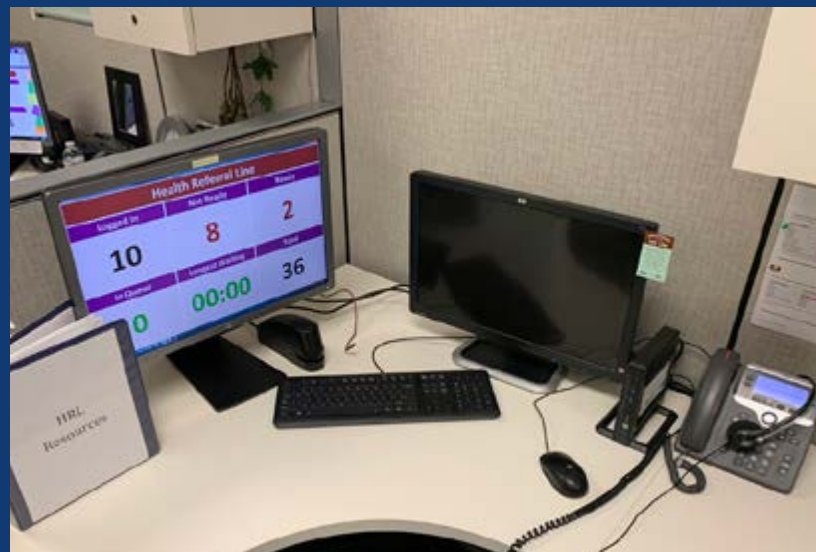 Health Referral Line
Logged In
Not Ready
Ready
10
8
2
In Queue
Longest Waiting
Total
0
00:00
36
HRL
Resources
hp